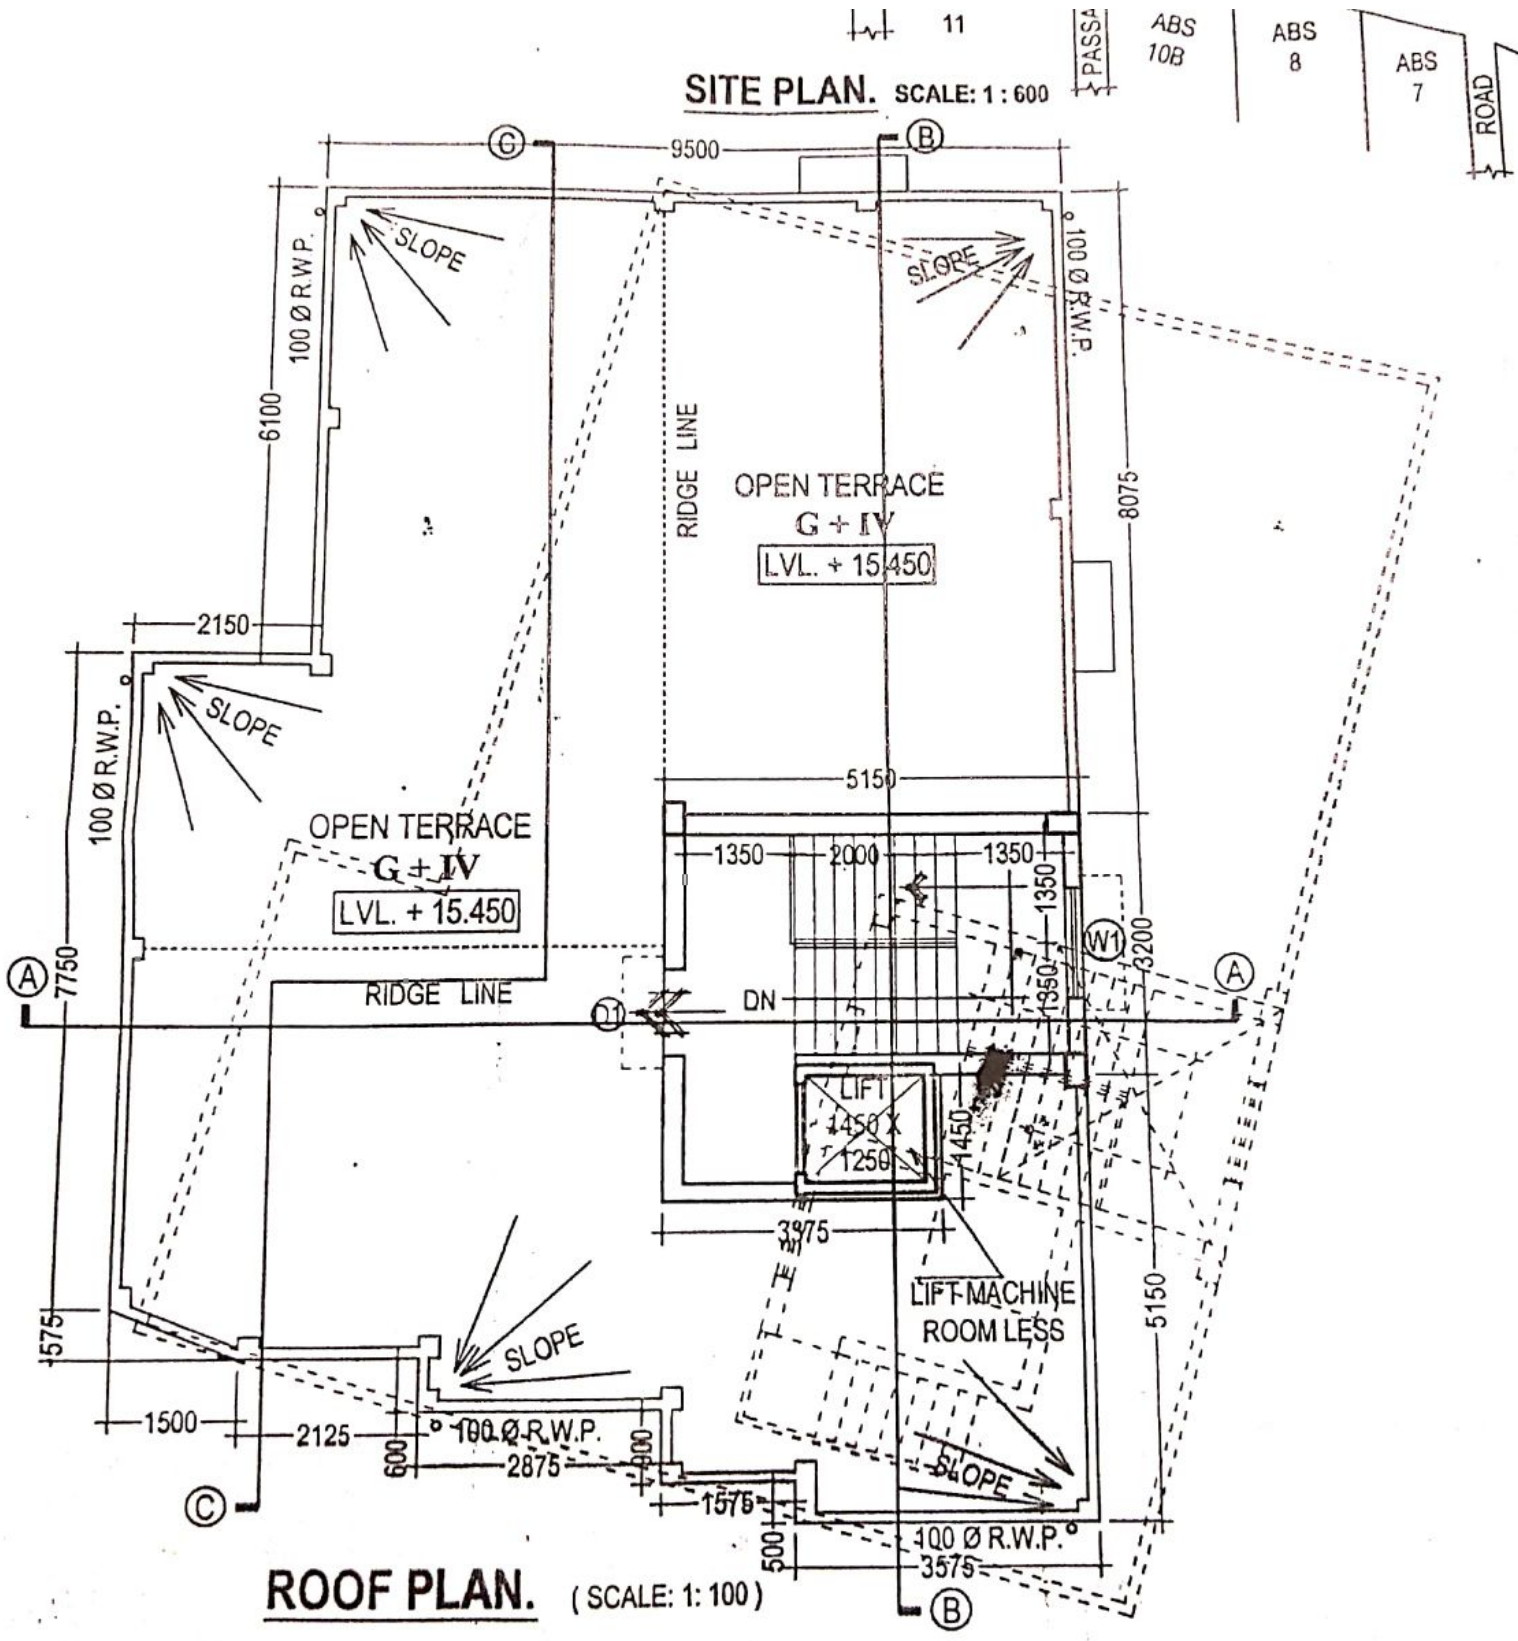 11
PASSA
ABS
10B
ABS
8
ABS
7
ROAD
SITE PLAN. SCALE: 1 : 600
G
B
9500
SLOPE
100 Ø R.W.P.
SLOPE
100 Ø R.W.P.
6100
RIDGE LINE
OPEN TERRACE
G + IV
LVL. + 15.450
8075
2150
SLOPE
100 Ø R.W.P.
5150
OPEN TERRACE
G + IV
LVL. + 15.450
1350
2000
1350
1350
W1
3200
A
7750
RIDGE LINE
D1
DN
1350
A
LIFT
1450 X
1250
1450
3375
LIFT MACHINE
ROOM LESS
5150
575
SLOPE
1500
2125
600
100 Ø R.W.P.
2875
900
1575
SLOPE
C
500
100 Ø R.W.P.
3575
ROOF PLAN. ( SCALE: 1: 100 )
B